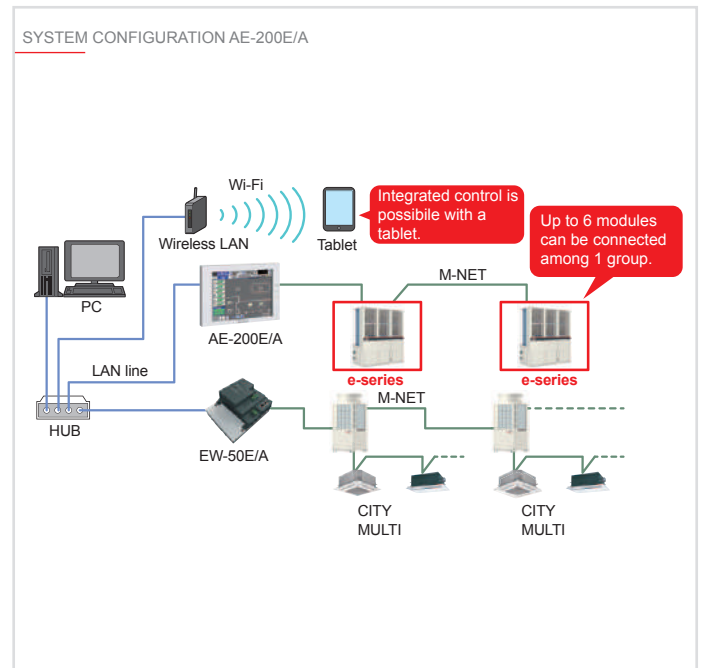 SYSTEM CONFIGURATION AE-200E/A
Wi-Fi
Wireless LAN
Tablet
Integrated control is
possibile with a
tablet.
Up to 6 modules
can be connected
among 1 group.
PC
M-NET
AE-200E/A
LAN line
e-series
e-series
M-NET
HUB
EW-50E/A
CITY
MULTI
CITY
MULTI